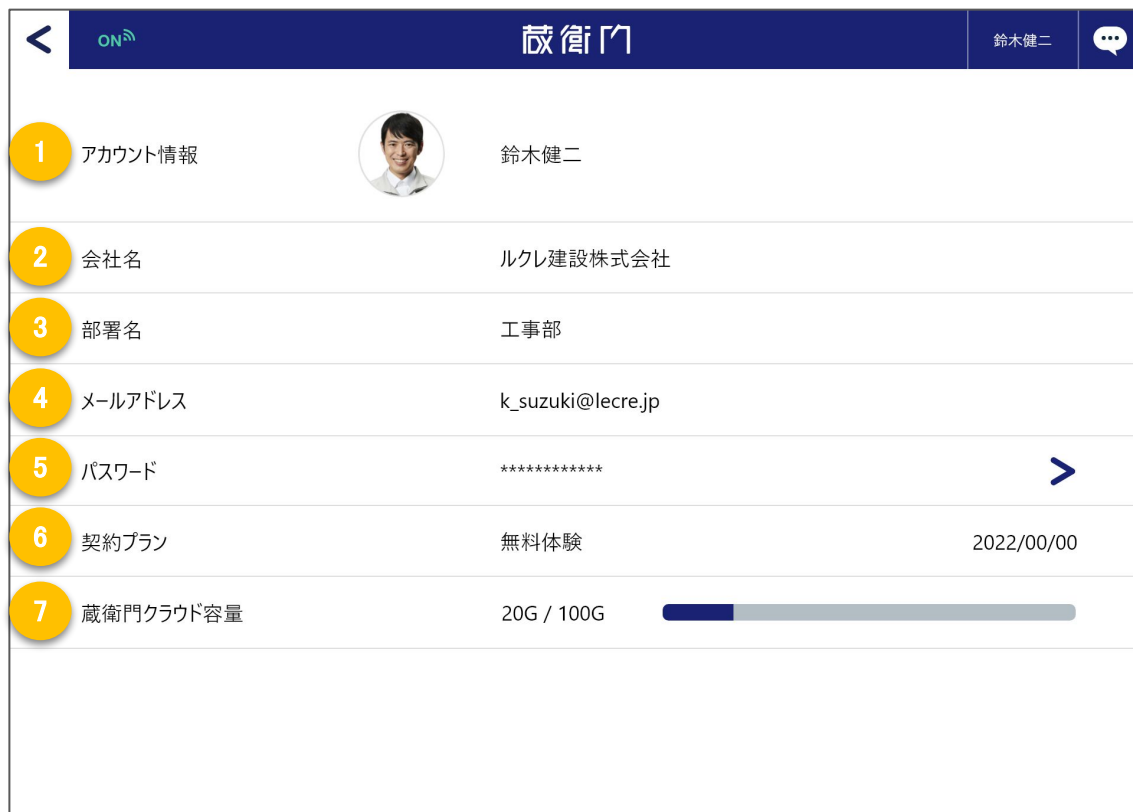 ON 蔵衛門 鈴木健二
1 アカウント情報 鈴木健二
2 会社名 ルクレ建設株式会社
3 部署名 工事部
4 メールアドレス k_suzuki@lecre.jp
5 パスワード ************
6 契約プラン 無料体験 2022/00/00
7 蔵衛門クラウド容量 20G / 100G